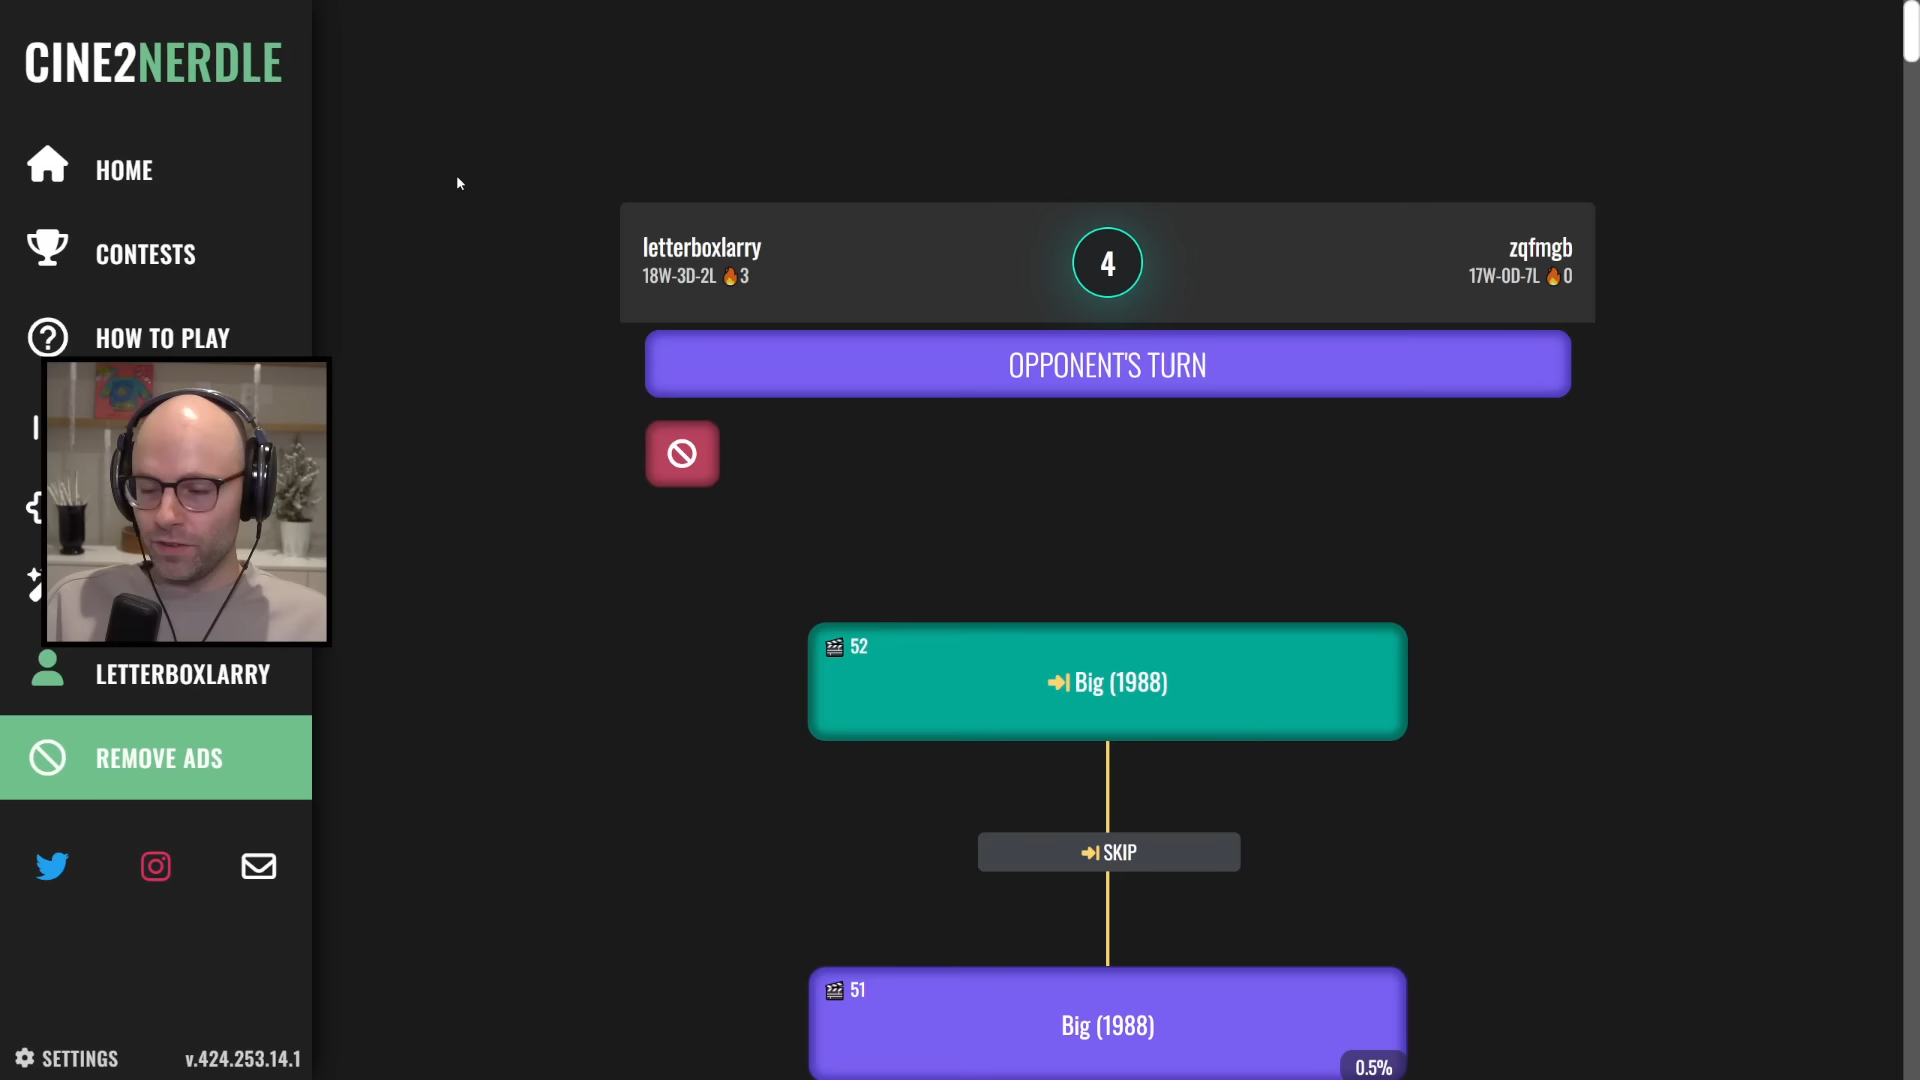 CINE2NERDLE
HOME
CONTESTS
HOW TO PLAY
LETTERBOXLARRY
REMOVE ADS
SETTINGS
v.424.253.14.1
letterboxlarry
18W-3D-2L 🔥3
4
zqfmgb
17W-0D-7L 🔥0
OPPONENT'S TURN
52
Big (1988)
SKIP
51
Big (1988)
0.5%